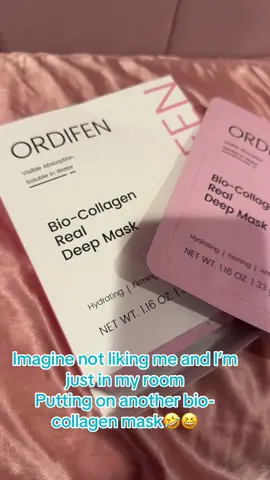 ORDIFEN
Visible Absorption
Soluble in Water
Bio-Collagen
Real
Deep Mask
Hydrating | Firming
NET WT. 1.16 OZ.
ORDIFEN
Bio-Collagen
Real
Deep Mask
Hydrating | Firming |
NET WT. 1.16 OZ. | 33
Imagine not liking me and I’m
just in my room
Putting on another bio-
collagen mask🤣😆